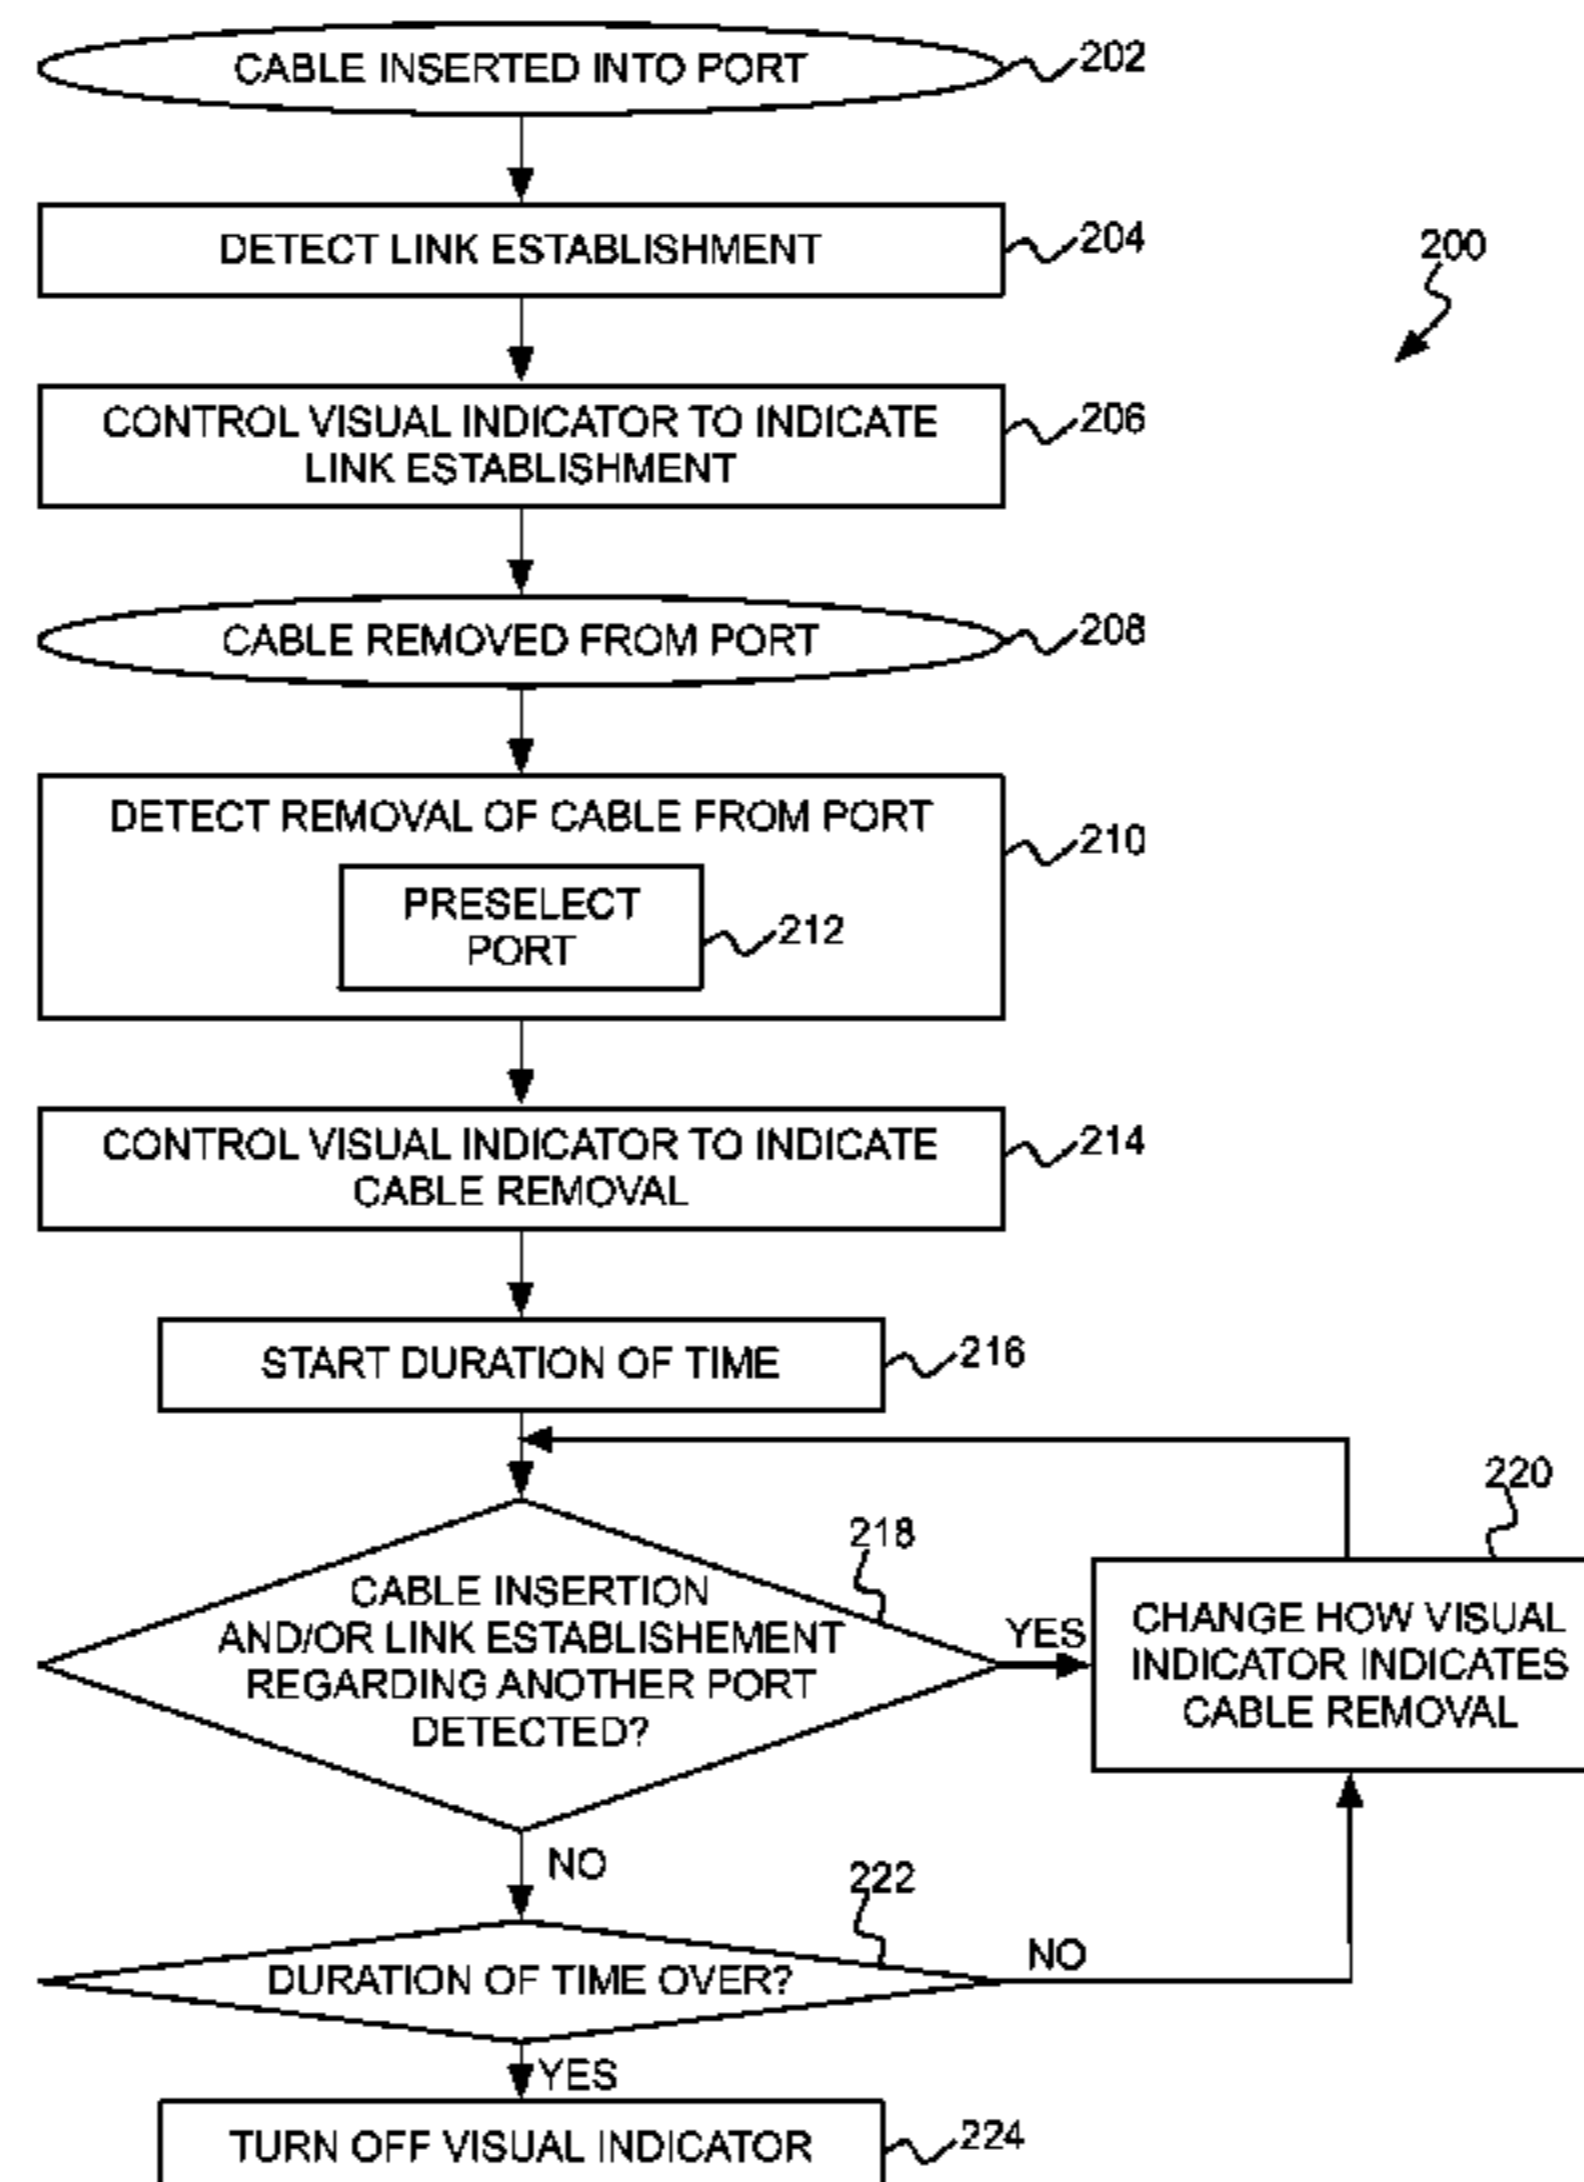 CABLE INSERTED INTO PORT
202
DETECT LINK ESTABLISHMENT
204
200
CONTROL VISUAL INDICATOR TO INDICATE
LINK ESTABLISHMENT
206
CABLE REMOVED FROM PORT
208
DETECT REMOVAL OF CABLE FROM PORT
210
PRESELECT
PORT
212
CONTROL VISUAL INDICATOR TO INDICATE
CABLE REMOVAL
214
START DURATION OF TIME
216
CABLE INSERTION
AND/OR LINK ESTABLISHEMENT
REGARDING ANOTHER PORT
DETECTED?
218
YES
220
CHANGE HOW VISUAL
INDICATOR INDICATES
CABLE REMOVAL
NO
222
DURATION OF TIME OVER?
NO
YES
TURN OFF VISUAL INDICATOR
224